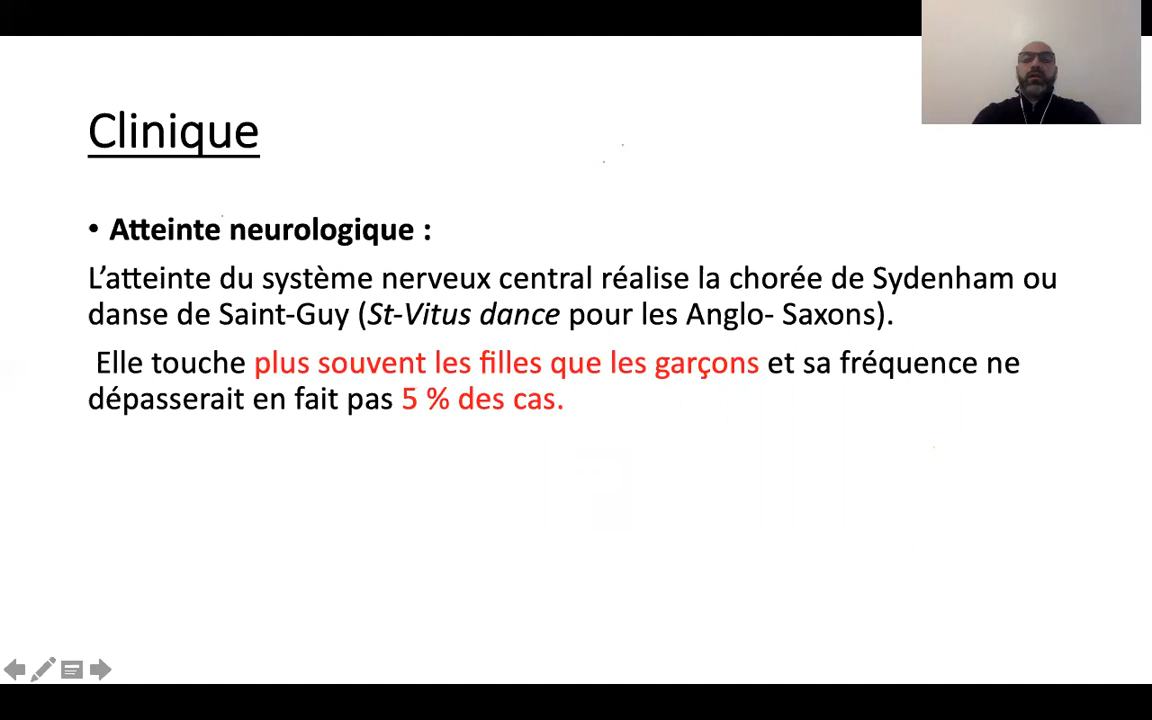 Clinique
• Atteinte neurologique :
L’atteinte du système nerveux central réalise la chorée de Sydenham ou
danse de Saint-Guy (St-Vitus dance pour les Anglo- Saxons).
Elle touche plus souvent les filles que les garçons et sa fréquence ne
dépasserait en fait pas 5 % des cas.